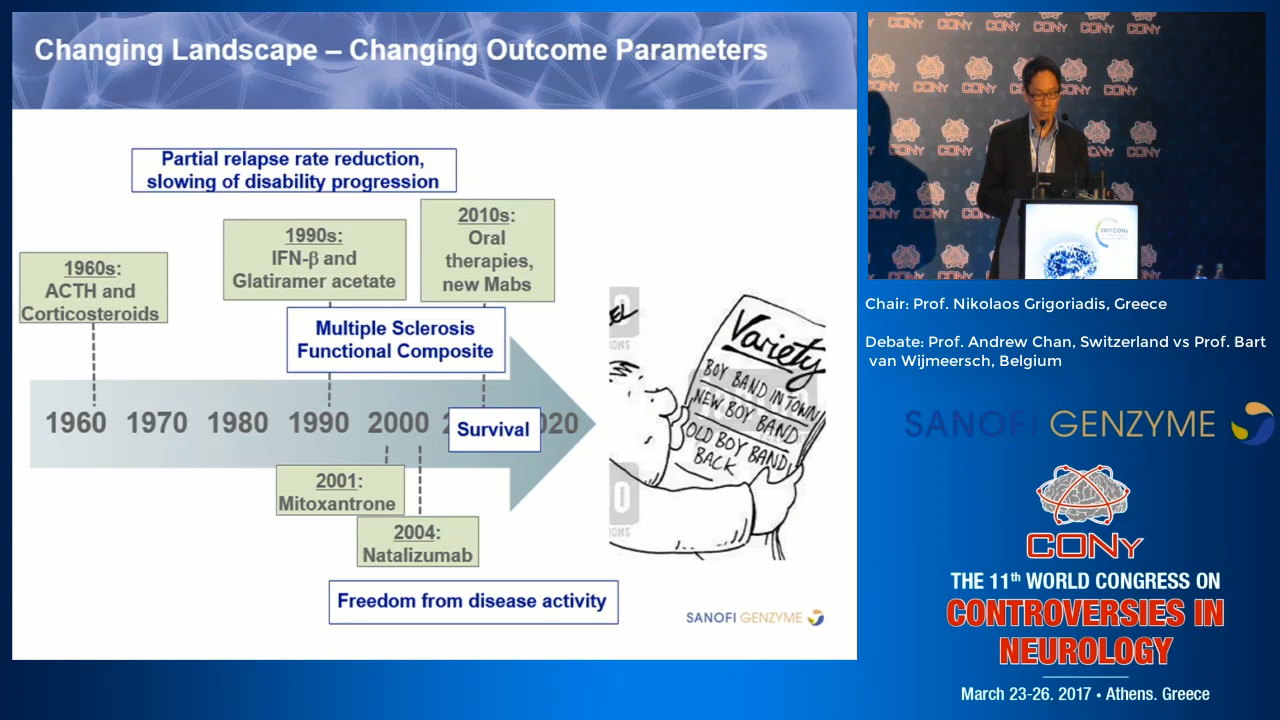 Changing Landscape – Changing Outcome Parameters
Partial relapse rate reduction,
slowing of disability progression
1960s:
ACTH and
Corticosteroids
1990s:
IFN-β and
Glatiramer acetate
2010s:
Oral
therapies,
new Mabs
Multiple Sclerosis
Functional Composite
1960 1970 1980 1990 2000
Survival
020
2001:
Mitoxantrone
2004:
Natalizumab
Freedom from disease activity
Variety
BOY BAND IN TOWN
NEW BOY BAND
OLD BOY BAND
BACK
SANOFI GENZYME
2017 CONy
Chair: Prof. Nikolaos Grigoriadis, Greece
Debate: Prof. Andrew Chan, Switzerland vs Prof. Bart
van Wijmeersch, Belgium
SANOFI GENZYME
CONy
THE 11th WORLD CONGRESS ON
CONTROVERSIES IN
NEUROLOGY
March 23-26. 2017 • Athens. Greece